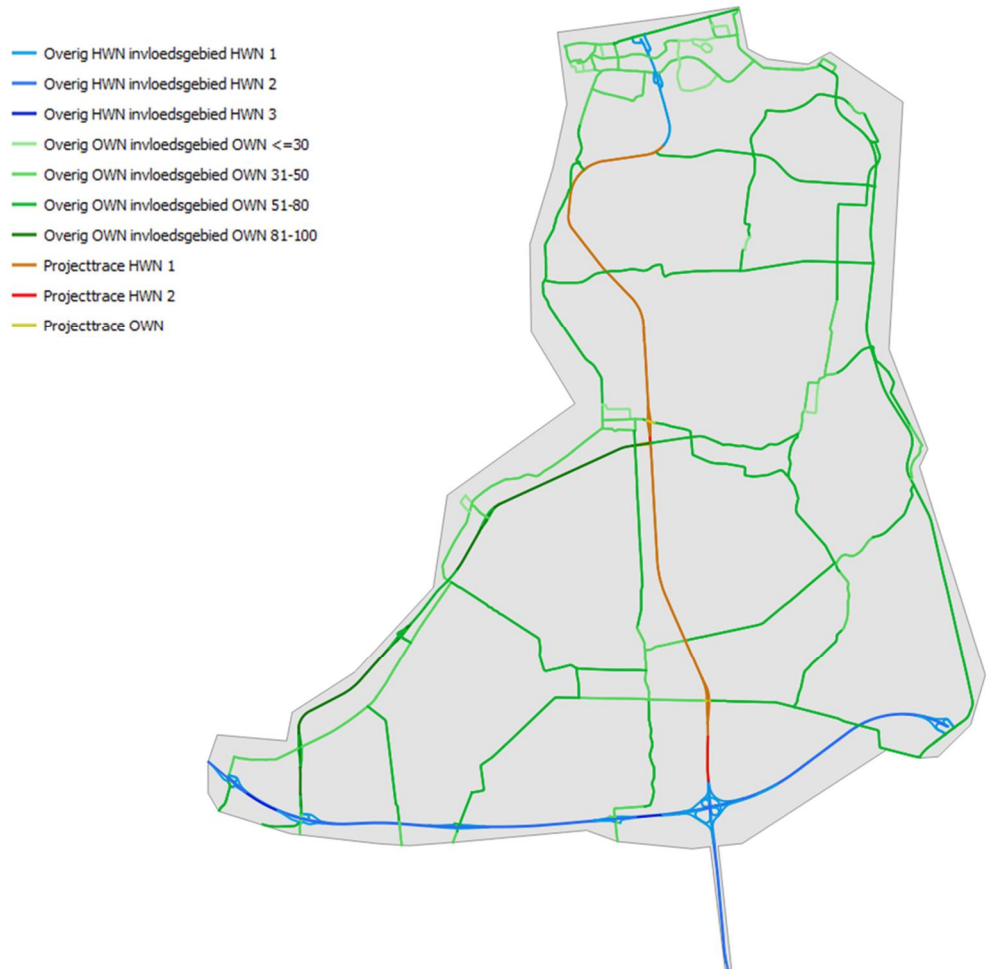 Overig HWN invloedsgebied HWN 1
Overig HWN invloedsgebied HWN 2
Overig HWN invloedsgebied HWN 3
Overig OWN invloedsgebied OWN <=30
Overig OWN invloedsgebied OWN 31-50
Overig OWN invloedsgebied OWN 51-80
Overig OWN invloedsgebied OWN 81-100
Projecttrace HWN 1
Projecttrace HWN 2
Projecttrace OWN